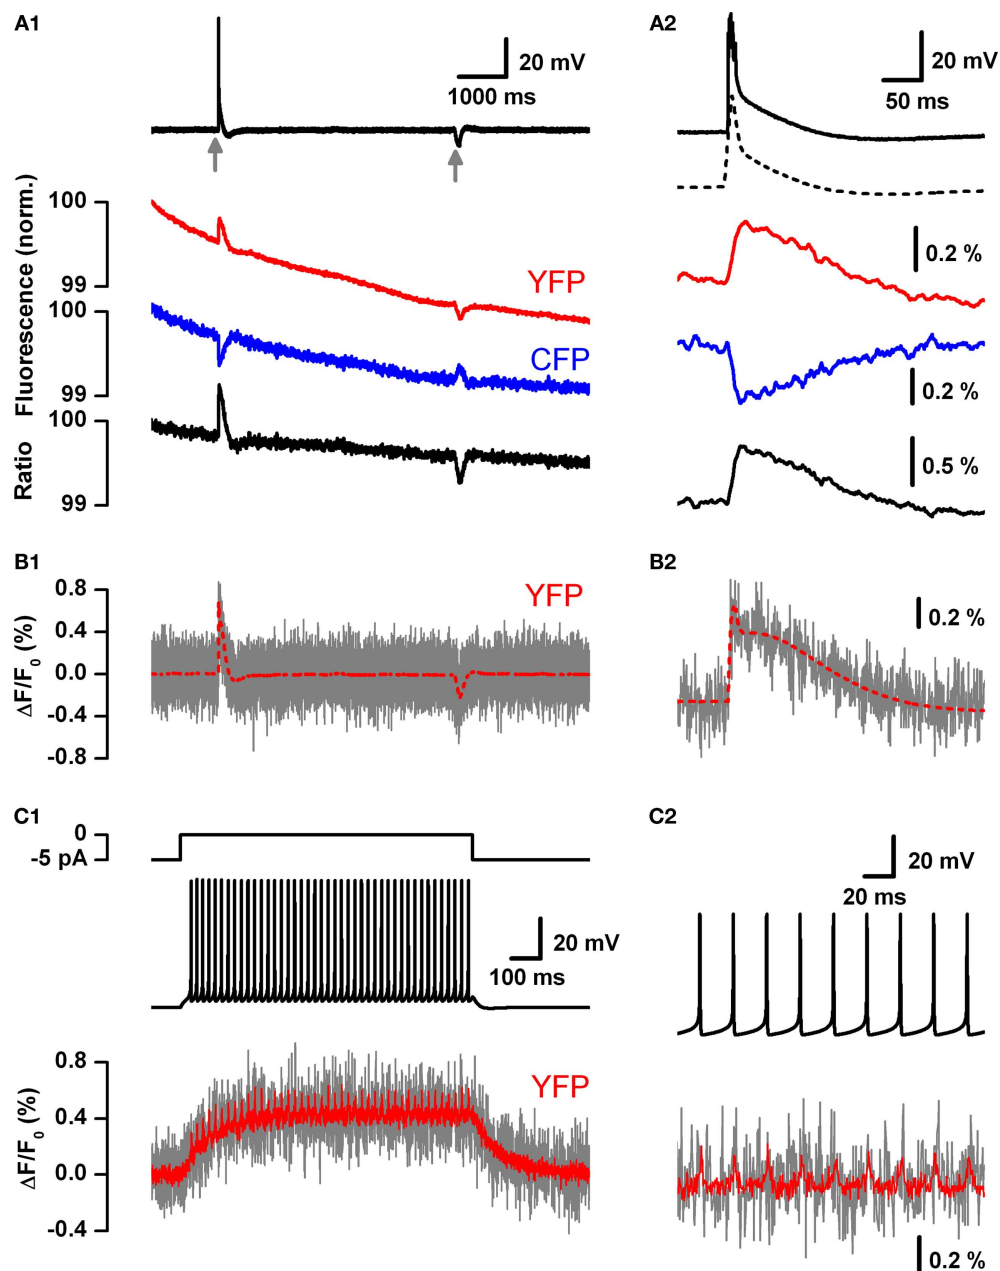 A1
20 mV
1000 ms
A2
20 mV
50 ms
Fluorescence (norm.)
100
99
YFP
100
99
CFP
Ratio
100
99
0.2 %
0.2 %
0.5 %
B1
ΔF/F0 (%)
0.8
0.4
0.0
-0.4
-0.8
YFP
B2
0.2 %
C1
0
-5 pA
20 mV
100 ms
ΔF/F0 (%)
0.8
0.4
0.0
-0.4
YFP
C2
20 mV
20 ms
0.2 %